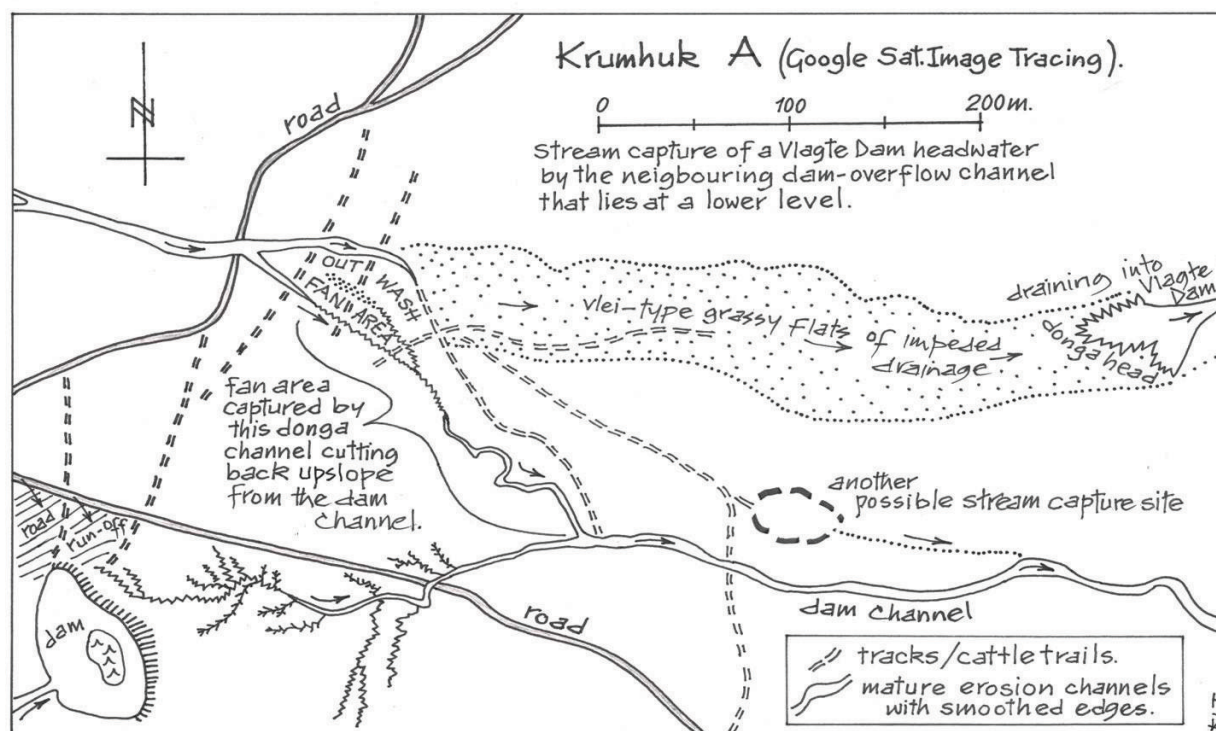 Krumhuk A (Google Sat.Image Tracing).
0 100 200m.
Stream capture of a Vlagte Dam headwater
by the neigbouring dam-overflow channel
that lies at a lower level.
N
road
OUT
WASH
FAN AREA
vlei-type grassy flats
of impeded
drainage
draining into
Vlagte
Dam
donga
head
fan area
captured by
this donga
channel cutting
back upslope
from the dam
channel.
another
possible stream capture site
road
run-off
dam
road
dam channel
tracks/cattle trails.
mature erosion channels
with smoothed edges.